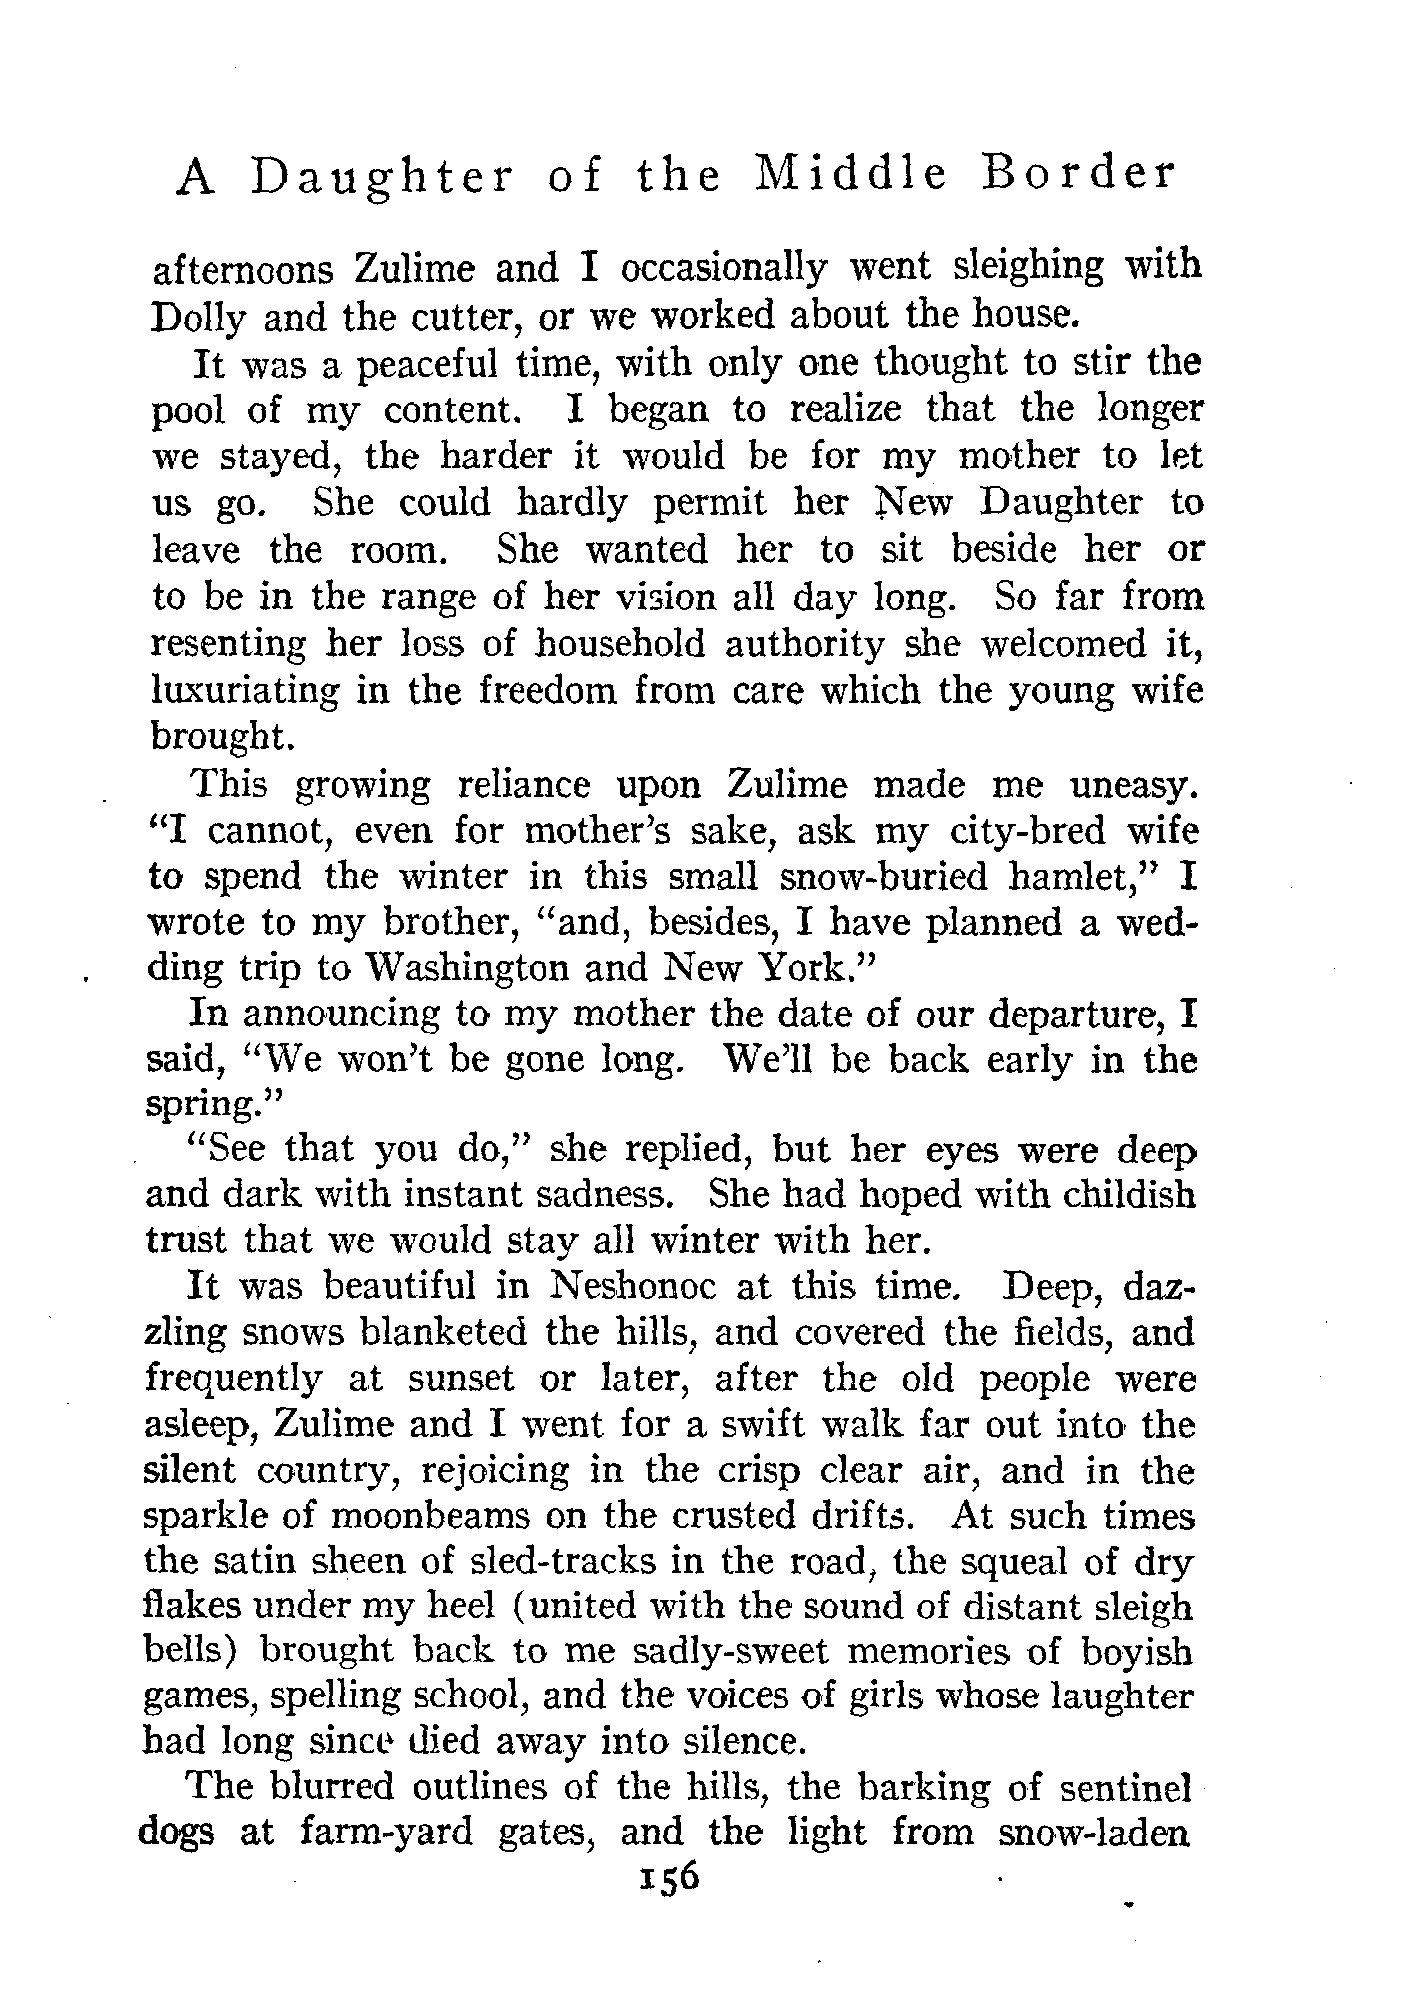 A Daughter of the Middle Border
afternoons Zulime and I occasionally went sleighing with
Dolly and the cutter, or we worked about the house.
It was a peaceful time, with only one thought to stir the
pool of my content. I began to realize that the longer
we stayed, the harder it would be for my mother to let
us go. She could hardly permit her New Daughter to
leave the room. She wanted her to sit beside her or
to be in the range of her vision all day long. So far from
resenting her loss of household authority she welcomed it,
luxuriating in the freedom from care which the young wife
brought.
This growing reliance upon Zulime made me uneasy.
“I cannot, even for mother’s sake, ask my city-bred wife
to spend the winter in this small snow-buried hamlet,” I
wrote to my brother, “and, besides, I have planned a wed-
ding trip to Washington and New York.”
In announcing to my mother the date of our departure, I
said, “We won’t be gone long. We’ll be back early in the
spring.”
“See that you do,” she replied, but her eyes were deep
and dark with instant sadness. She had hoped with childish
trust that we would stay all winter with her.
It was beautiful in Neshonoc at this time. Deep, daz-
zling snows blanketed the hills, and covered the fields, and
frequently at sunset or later, after the old people were
asleep, Zulime and I went for a swift walk far out into the
silent country, rejoicing in the crisp clear air, and in the
sparkle of moonbeams on the crusted drifts. At such times
the satin sheen of sled-tracks in the road, the squeal of dry
flakes under my heel (united with the sound of distant sleigh
bells) brought back to me sadly-sweet memories of boyish
games, spelling school, and the voices of girls whose laughter
had long since died away into silence.
The blurred outlines of the hills, the barking of sentinel
dogs at farm-yard gates, and the light from snow-laden
156